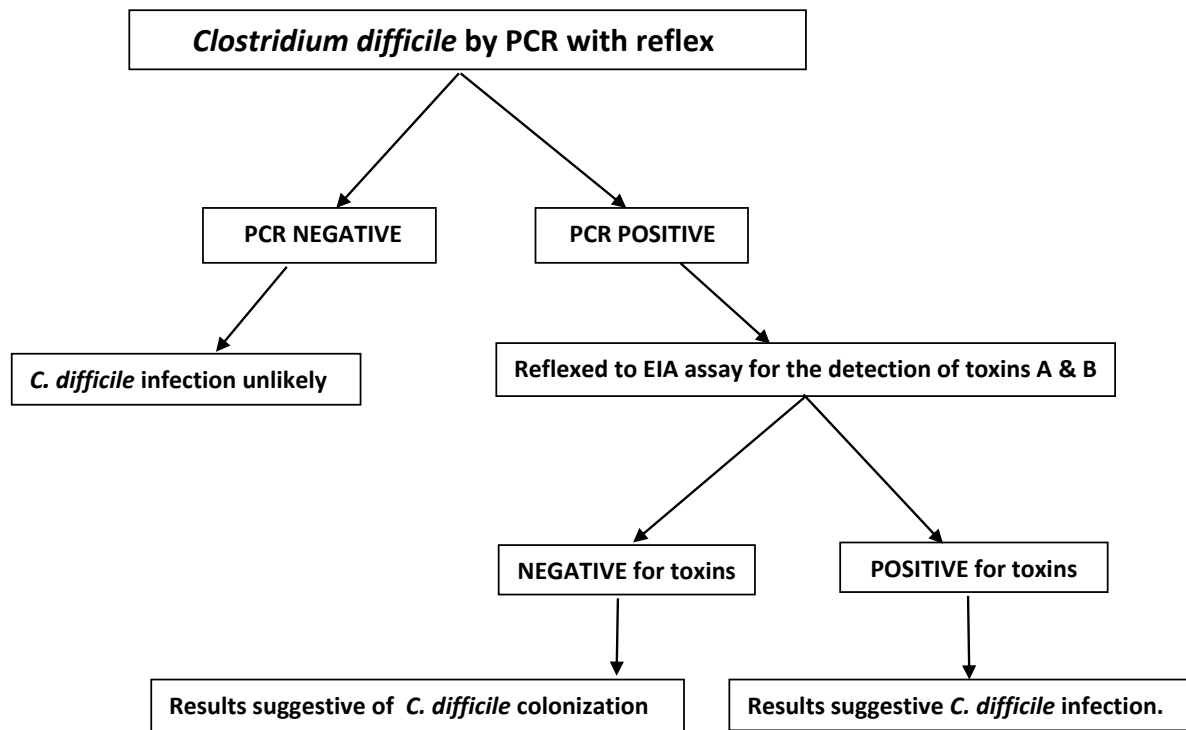 Clostridium difficile by PCR with reflex
PCR NEGATIVE
PCR POSITIVE
C. difficile infection unlikely
Reflexed to EIA assay for the detection of toxins A & B
NEGATIVE for toxins
POSITIVE for toxins
Results suggestive of C. difficile colonization
Results suggestive C. difficile infection.